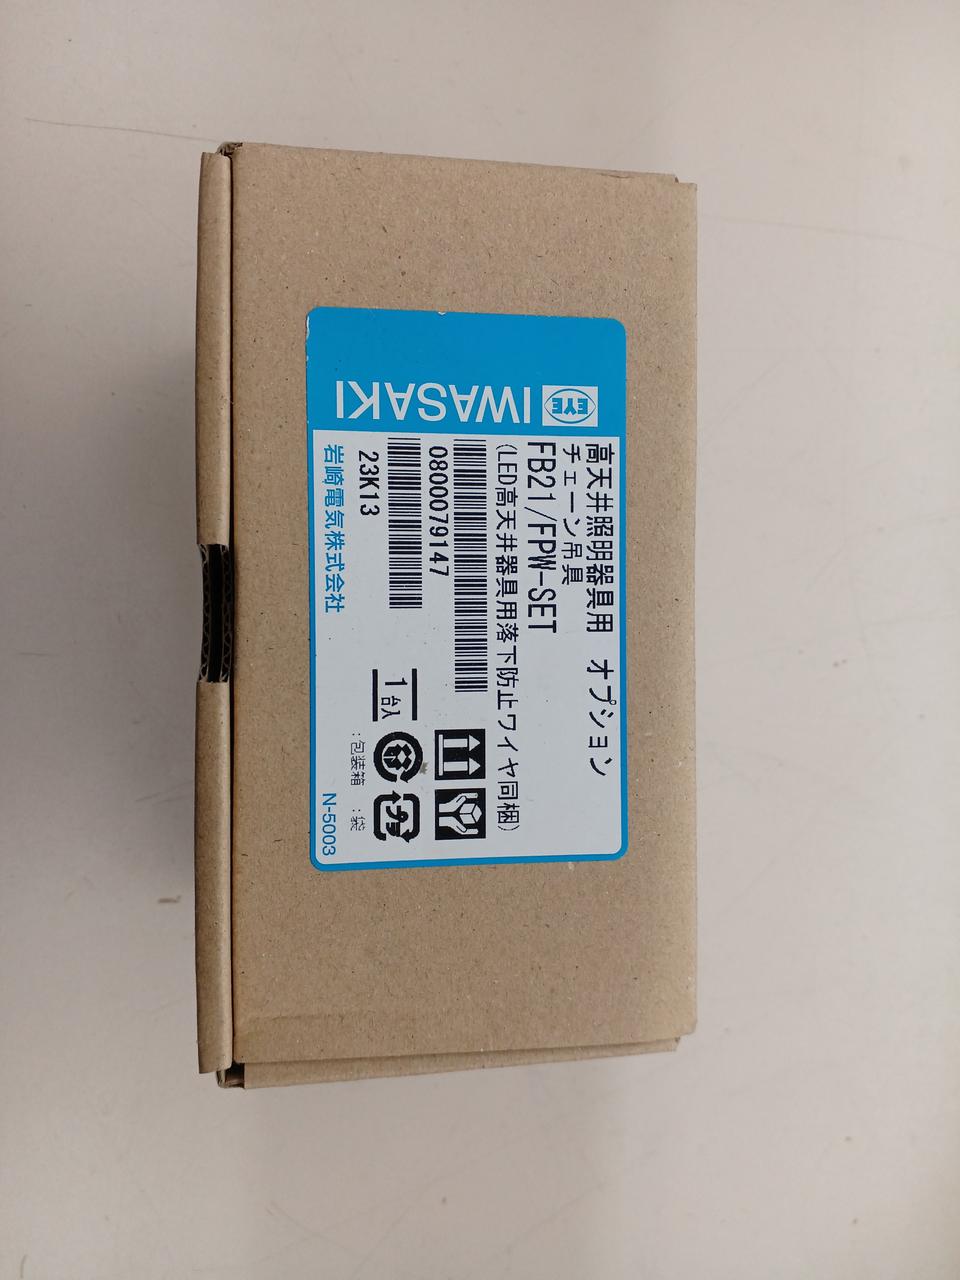 EYE IWASAKI
高天井照明器具用 オプション
チェーン吊具
FB21/FPW-SET
(LED高天井器具用落下防止ワイヤ同梱)
0800079147
23K13
1台入
:包装箱 :袋
岩崎電気株式会社
N-5003